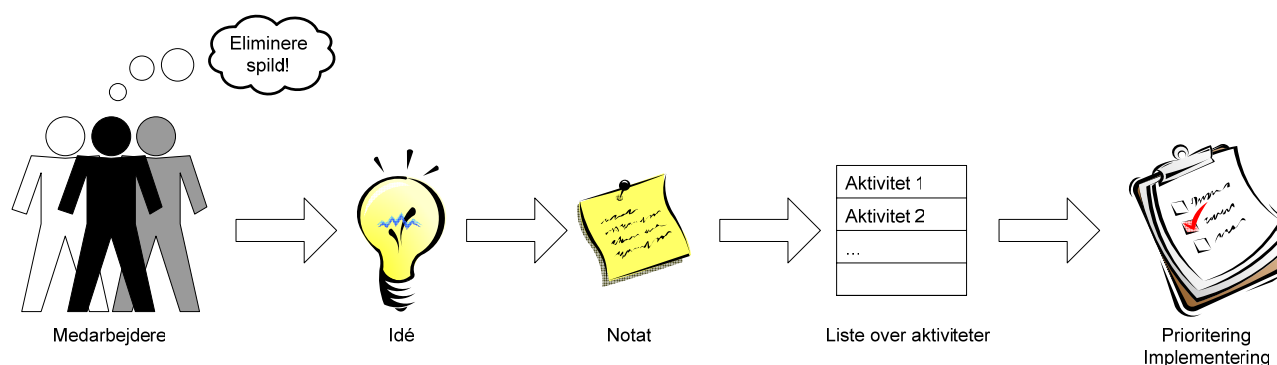 Eliminere
spild!
Aktivitet 1
Aktivitet 2
...
Medarbejdere
Idé
Notat
Liste over aktiviteter
Prioritering
Implementering